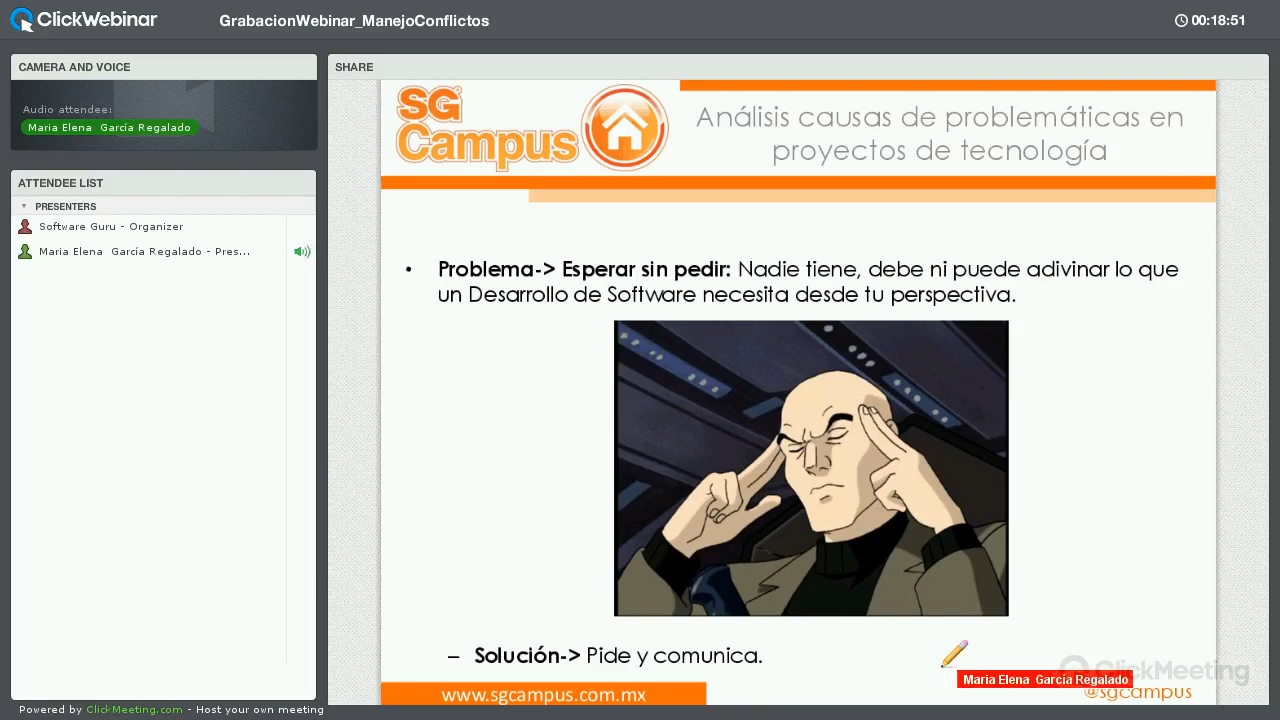 ClickWebinar
GrabacionWebinar_ManejoConflictos
00:18:51
CAMERA AND VOICE
Audio attendee:
Maria Elena García Regalado
ATTENDEE LIST
PRESENTERS
Software Guru - Organizer
Maria Elena García Regalado - Pres...
SHARE
SG
Campus
Análisis causas de problemáticas en
proyectos de tecnología
• Problema-> Esperar sin pedir: Nadie tiene, debe ni puede adivinar lo que
un Desarrollo de Software necesita desde tu perspectiva.
– Solución-> Pide y comunica.
ClickMeeting
Maria Elena García Regalado
www.sgcampus.com.mx
@sgcampus
Powered by ClickMeeting.com - Host your own meeting